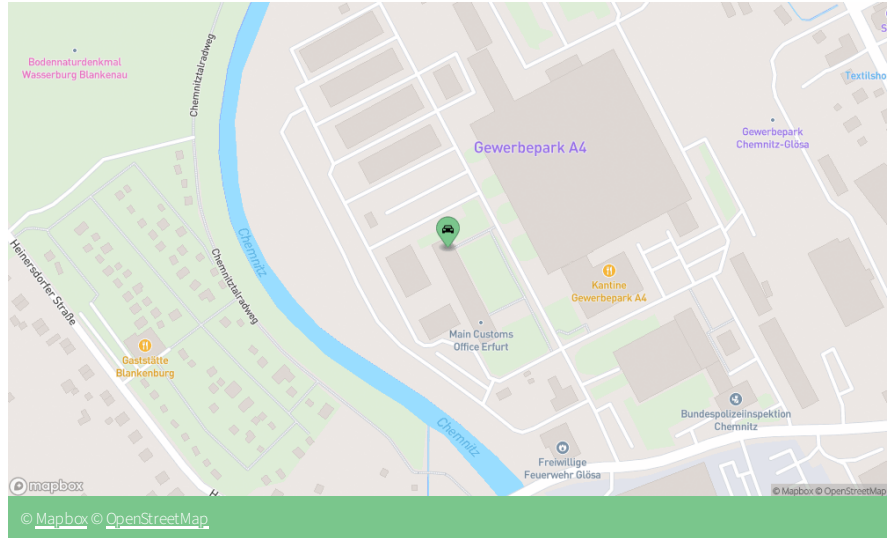 Bodennaturdenkmal
Wasserburg Blankenau
Chemnitztalradweg
Gewerbepark A4
Textilsho
Gewerbepark
Chemnitz-Glösa
Chemnitz
Chemnitztalradweg
Heinersdorfer Straße
Kantine
Gewerbepark A4
Main Customs
Office Erfurt
Gaststätte
Blankenburg
Bundespolizeiinspektion
Chemnitz
Chemnitz
Freiwillige
Feuerwehr Glösa
mapbox
© Mapbox © OpenStreetMap
© Mapbox © OpenStreetMap